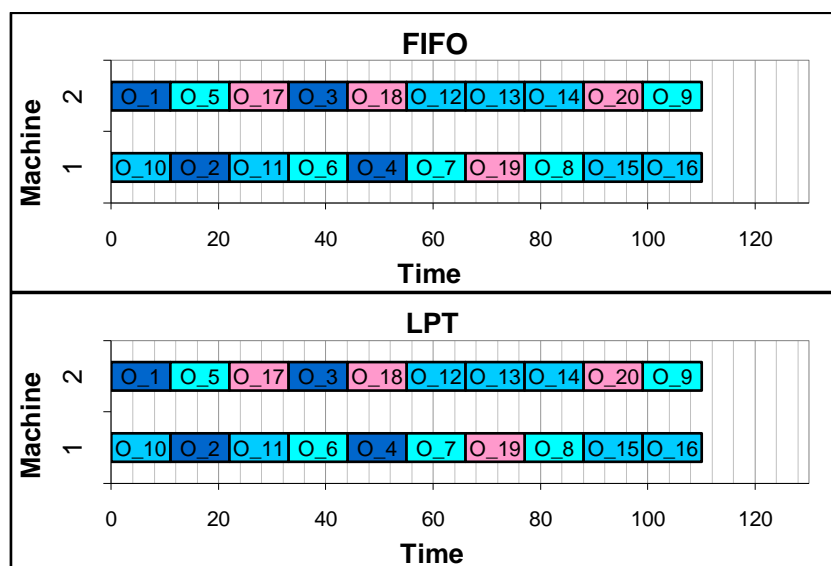 FIFO
2
O_1 O_5 O_17 O_3 O_18 O_12 O_13 O_14 O_20 O_9
Machine
1
O_10 O_2 O_11 O_6 O_4 O_7 O_19 O_8 O_15 O_16
0 20 40 60 80 100 120
Time
LPT
2
O_1 O_5 O_17 O_3 O_18 O_12 O_13 O_14 O_20 O_9
Machine
1
O_10 O_2 O_11 O_6 O_4 O_7 O_19 O_8 O_15 O_16
0 20 40 60 80 100 120
Time